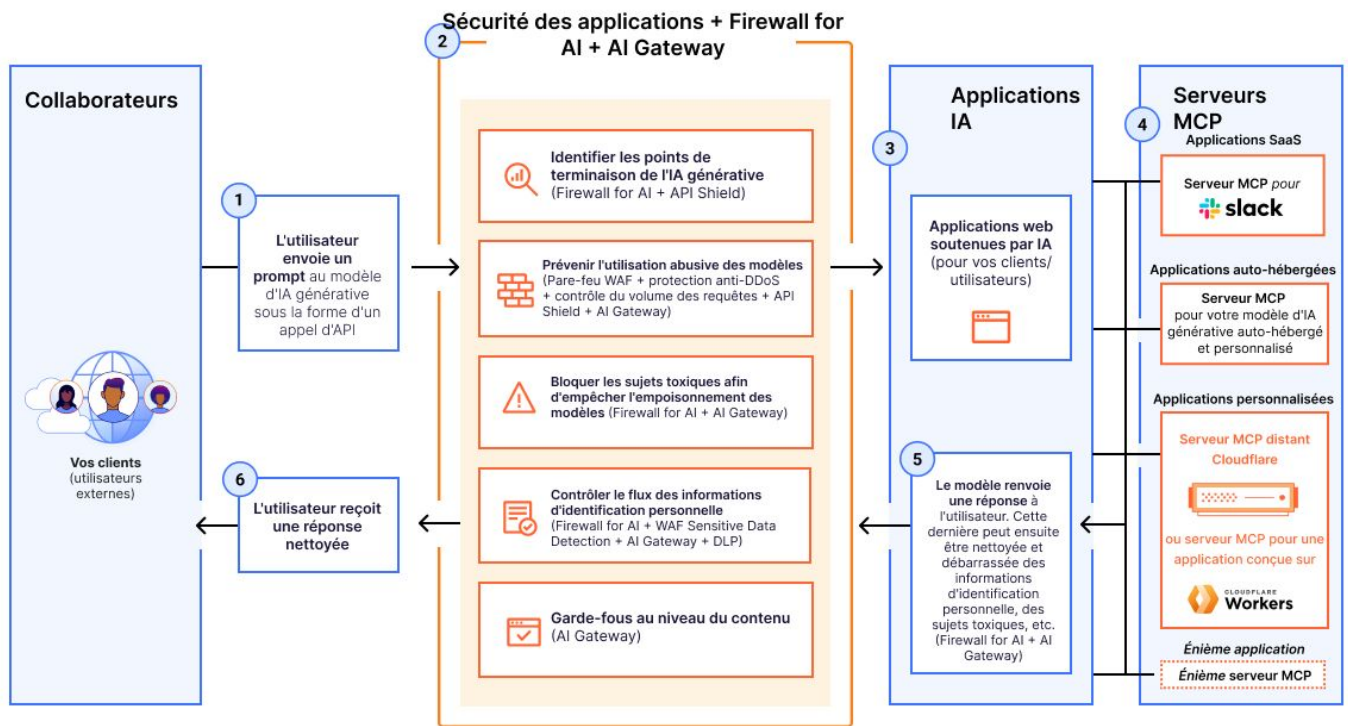 Sécurité des applications + Firewall for
AI + AI Gateway
2
Collaborateurs
Vos clients
(utilisateurs
externes)
1
L'utilisateur
envoie un
prompt au modèle
d'IA générative
sous la forme d'un
appel d'API
6
L'utilisateur reçoit
une réponse
nettoyée
Identifier les points de
terminaison de l'IA générative
(Firewall for AI + API Shield)
Prévenir l'utilisation abusive des modèles
(Pare-feu WAF + protection anti-DDoS
+ contrôle du volume des requêtes + API
Shield + AI Gateway)
Bloquer les sujets toxiques afin
d'empêcher l'empoisonnement des
modèles (Firewall for AI + AI Gateway)
Contrôler le flux des informations
d'identification personnelle
(Firewall for AI + WAF Sensitive Data
Detection + AI Gateway + DLP)
Garde-fous au niveau du contenu
(AI Gateway)
Applications
IA
3
Applications web
soutenues par IA
(pour vos clients/
utilisateurs)
5
Le modèle renvoie
une réponse à
l'utilisateur. Cette
dernière peut ensuite
être nettoyée et
débarrassée des
informations
d'identification
personnelle, des
sujets toxiques, etc.
(Firewall for AI + AI
Gateway)
Serveurs
MCP
4
Applications SaaS
Serveur MCP pour
slack
Applications auto-hébergées
Serveur MCP
pour votre modèle d'IA
générative auto-hébergé
et personnalisé
Applications personnalisées
Serveur MCP distant
Cloudflare
ou serveur MCP pour une
application conçue sur
CLOUDFLARE
Workers
Énième application
Énième serveur MCP